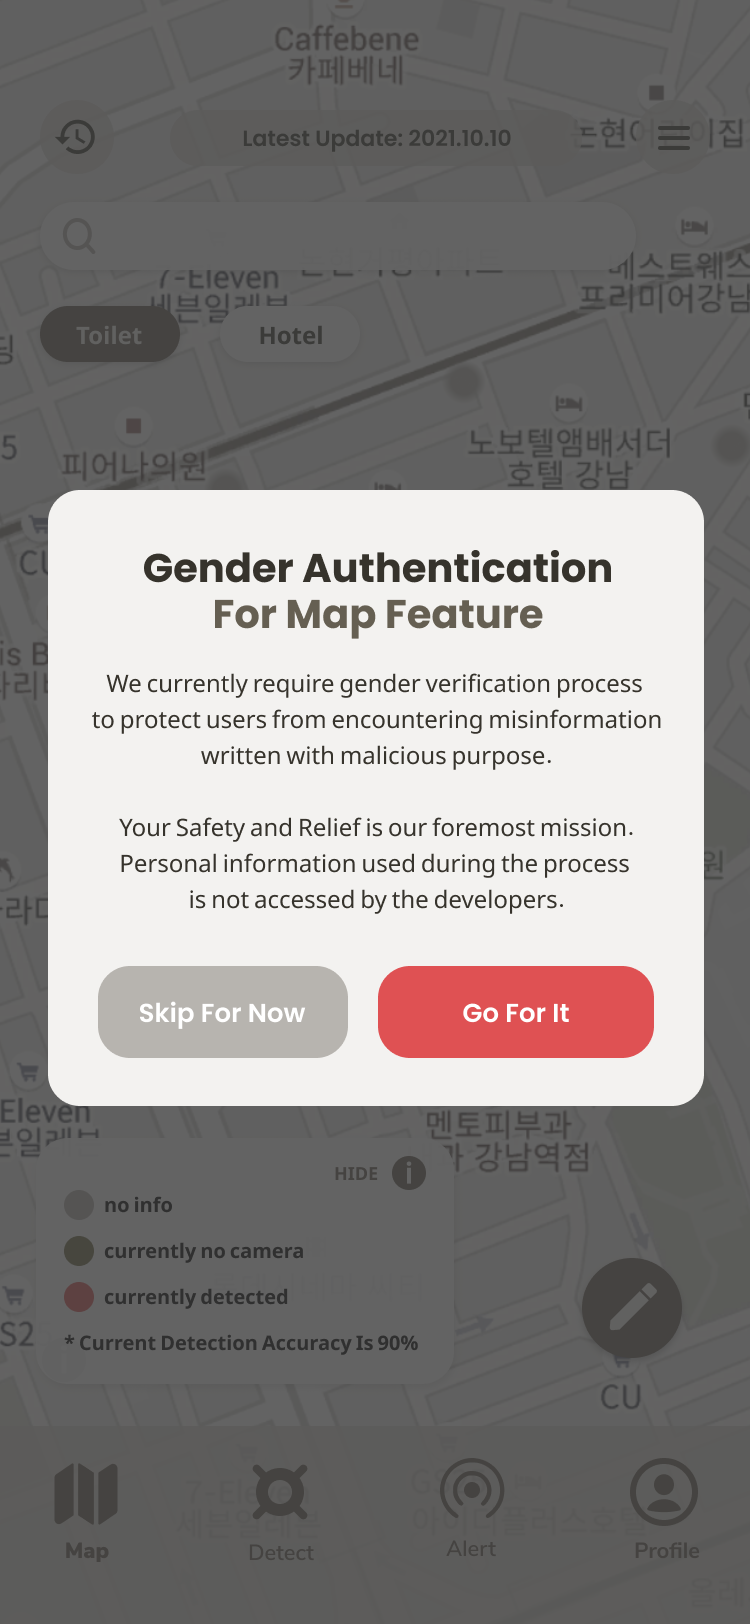 Caffebene
카페베네
Latest Update: 2021.10.10
7-Eleven
세븐일레븐
프리미어강남
Toilet
Hotel
딩
5
피어나의원
노보텔앰배서더
호텔 강남
Gender Authentication
For Map Feature
We currently require gender verification process
to protect users from encountering misinformation
written with malicious purpose.
Your Safety and Relief is our foremost mission.
Personal information used during the process
is not accessed by the developers.
원
Skip For Now
Go For It
Eleven
멘토피부과
강남역점
HIDE
no info
currently no camera
currently detected
* Current Detection Accuracy Is 90%
CU
7-Eleven
세븐일레븐
Map
Detect
Alert
Profile